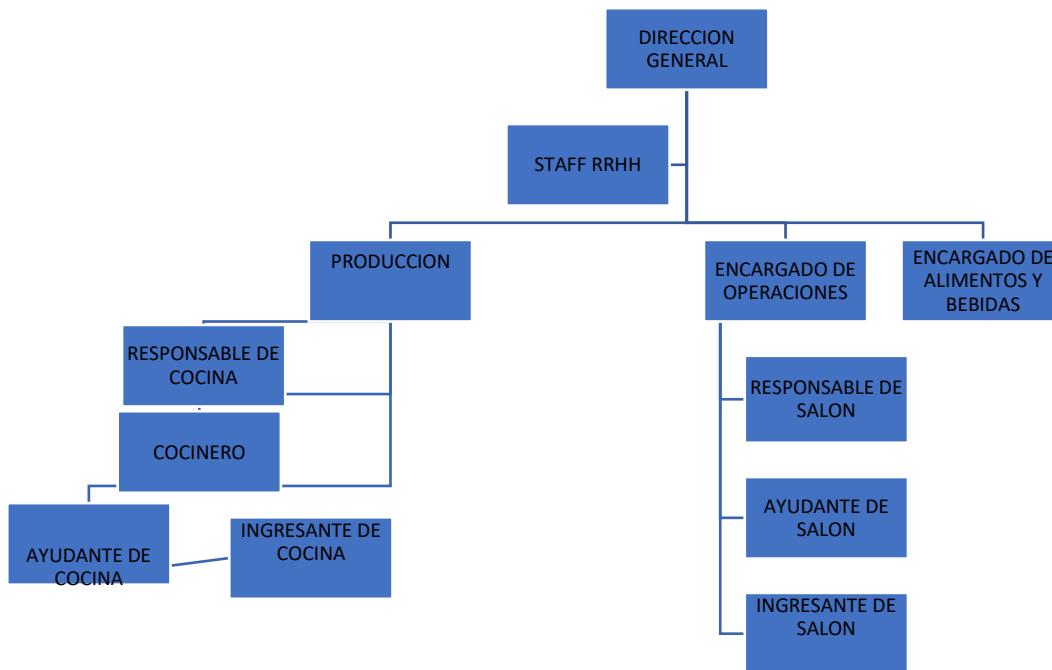 DIRECCION
GENERAL
STAFF RRHH
PRODUCCION
ENCARGADO DE
OPERACIONES
ENCARGADO DE
ALIMENTOS Y
BEBIDAS
RESPONSABLE DE
COCINA
COCINERO
AYUDANTE DE
COCINA
INGRESANTE DE
COCINA
RESPONSABLE DE
SALON
AYUDANTE DE
SALON
INGRESANTE DE
SALON